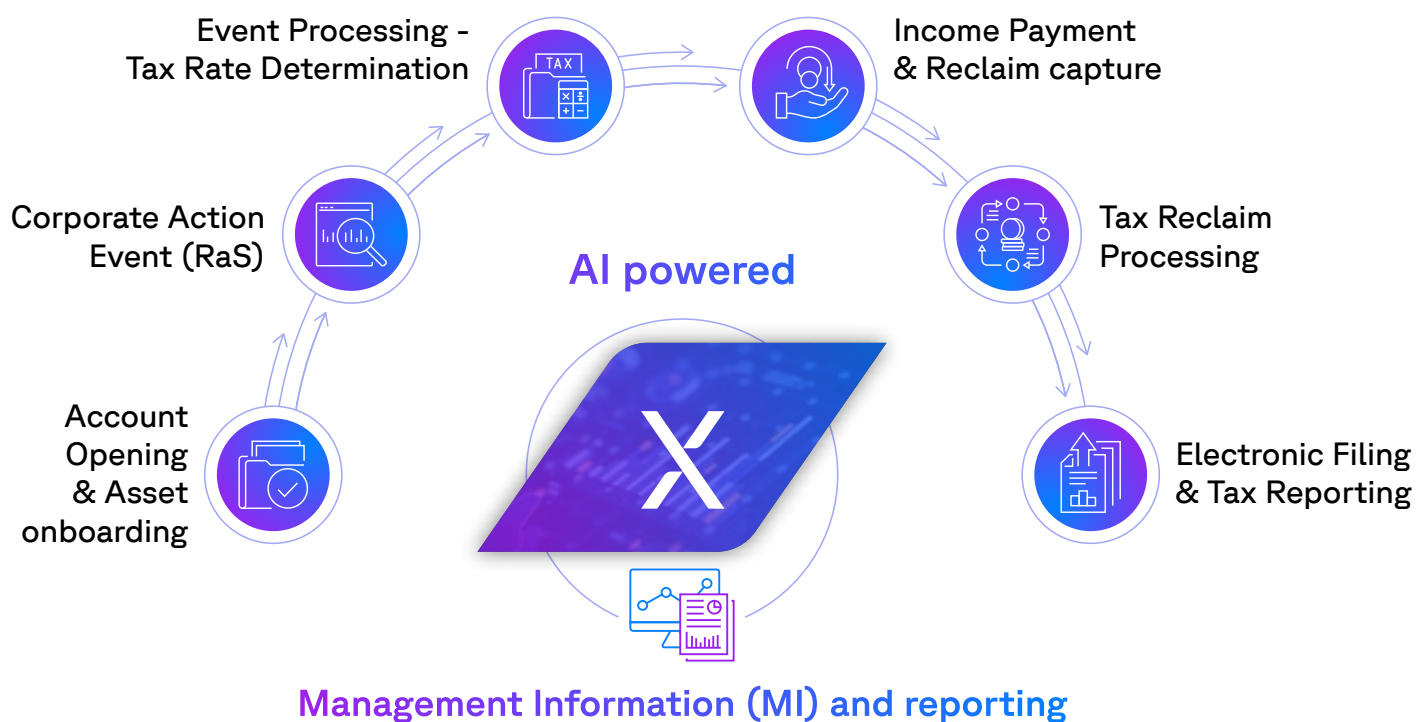 Event Processing -
Tax Rate Determination
TAX
Income Payment
& Reclaim capture
Corporate Action
Event (RaS)
Tax Reclaim
Processing
AI powered
X
Account
Opening
& Asset
onboarding
Electronic Filing
& Tax Reporting
Management Information (MI) and reporting